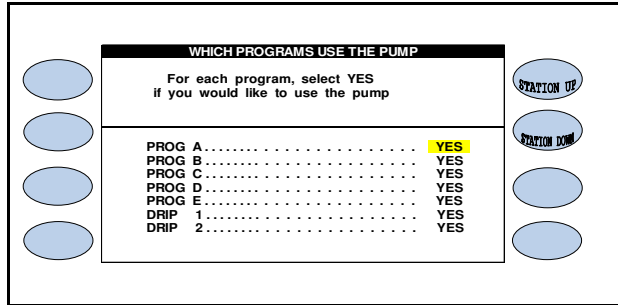 WHICH PROGRAMS USE THE PUMP
For each program, select YES
if you would like to use the pump
STATION UP
STATION DOWN
PROG A........................ YES
PROG B........................ YES
PROG C........................ YES
PROG D........................ YES
PROG E........................ YES
DRIP 1........................ YES
DRIP 2........................ YES